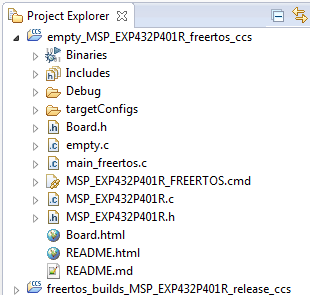 Project Explorer
empty_MSP_EXP432P401R_freertos_ccs
Binaries
Includes
Debug
targetConfigs
Board.h
empty.c
main_freertos.c
MSP_EXP432P401R_FREERTOS.cmd
MSP_EXP432P401R.c
MSP_EXP432P401R.h
Board.html
README.html
README.md
freertos_builds_MSP_EXP432P401R_release_ccs